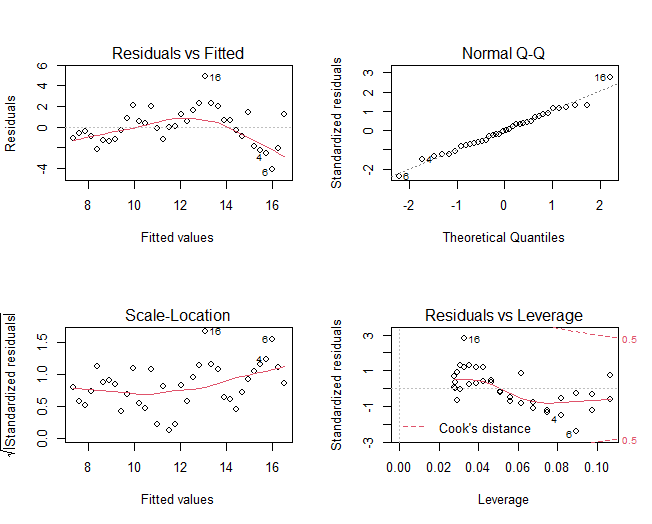 Residuals vs Fitted
Residuals
6
4
2
0
-4
16
4
6
8 10 12 14 16
Fitted values
Normal Q-Q
Standardized residuals
3
2
1
0
-2
16
4
6
-2 -1 0 1 2
Theoretical Quantiles
Scale-Location
√|Standardized residuals|
1.5
1.0
0.5
0.0
16
6
4
8 10 12 14 16
Fitted values
Residuals vs Leverage
Standardized residuals
3
1
-1
-3
16
4
6
0.5
0.5
Cook's distance
0.00 0.02 0.04 0.06 0.08 0.10
Leverage